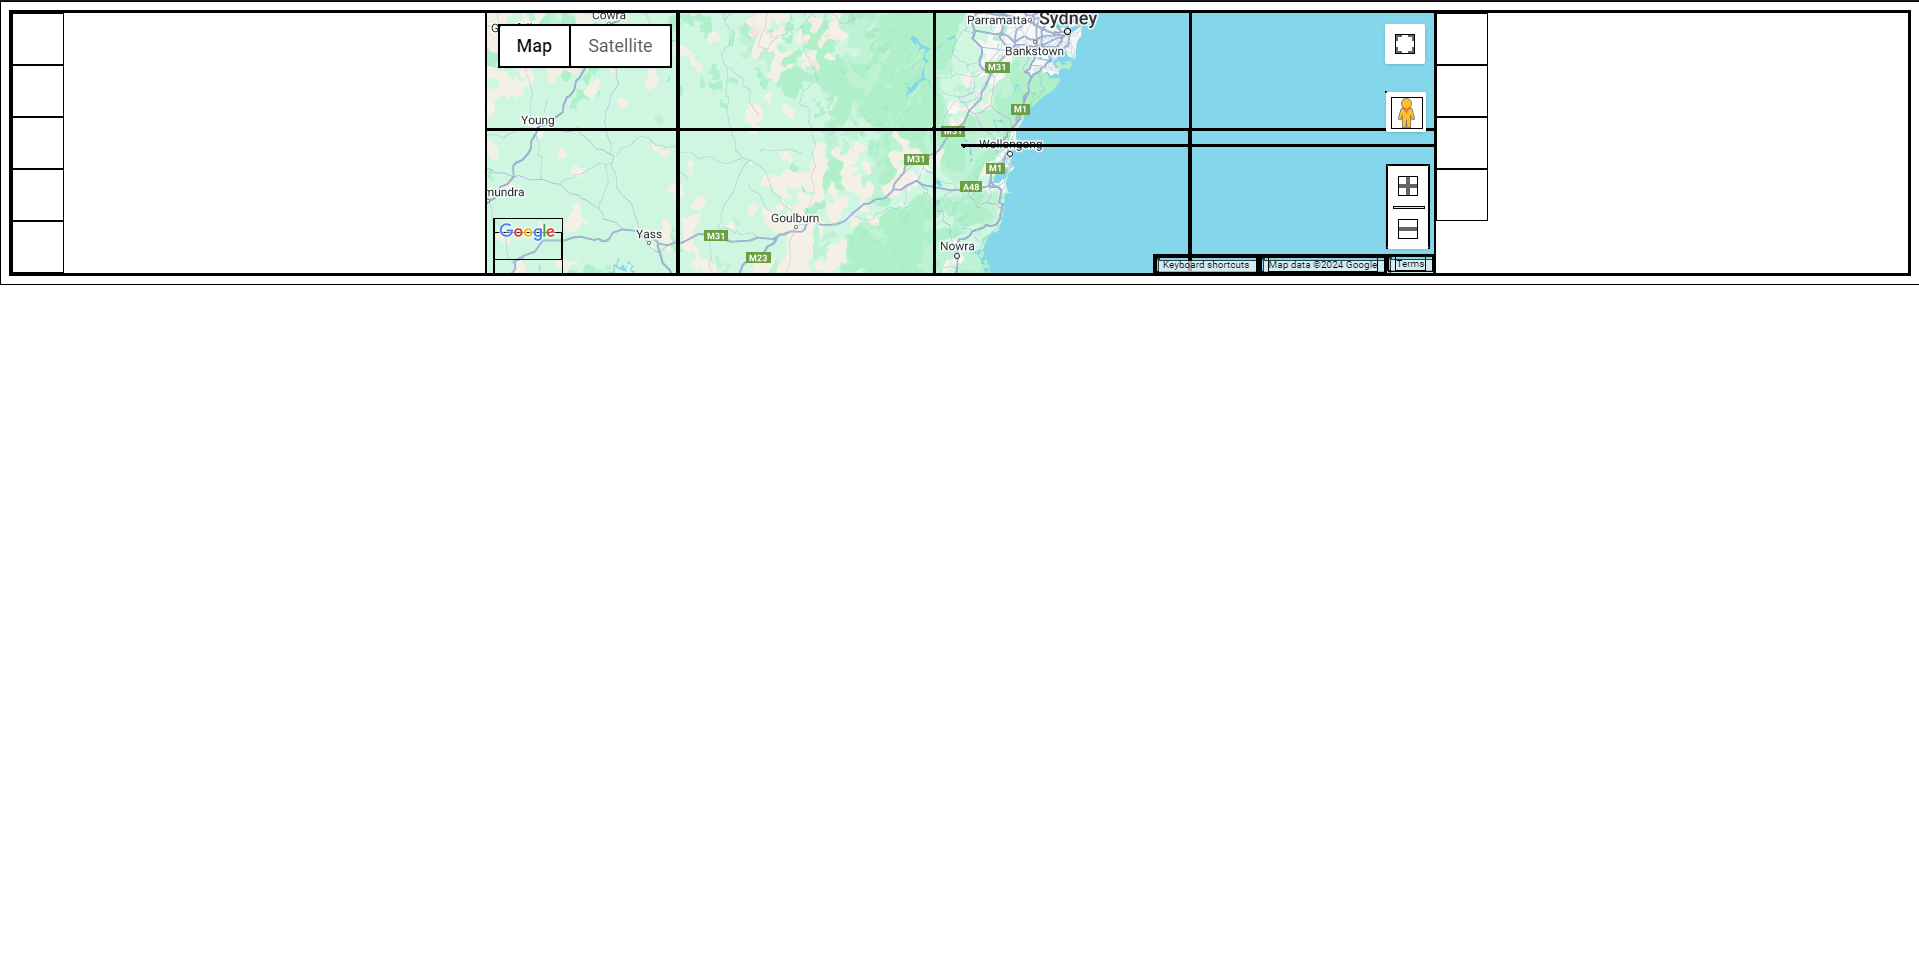 Cowra
Parramatta
Sydney
Map
Satellite
Bankstown
M31
M1
Young
M31
Wollongong
M31
M1
A48
mundra
Goulburn
Google
Yass
M31
Nowra
M23
Keyboard shortcuts
Map data ©2024 Google
Terms